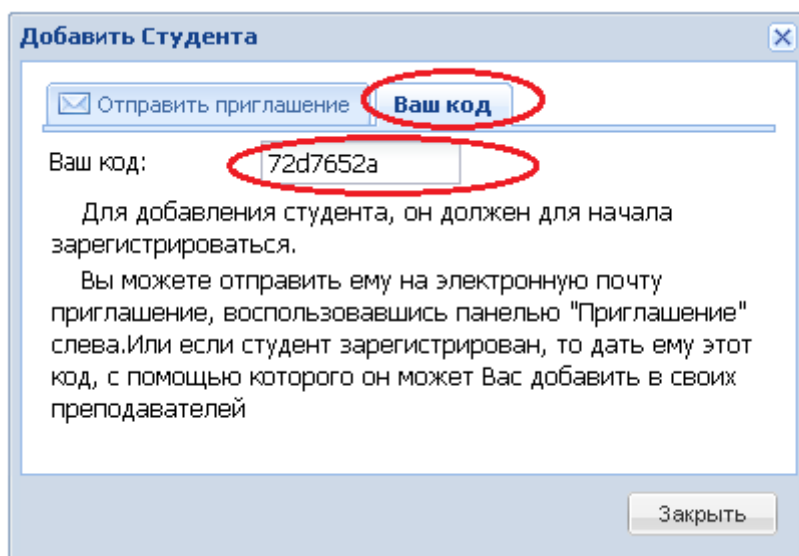 Добавить Студента
Отправить приглашение
Ваш код
Ваш код: 72d7652a
Для добавления студента, он должен для начала
зарегистрироваться.
Вы можете отправить ему на электронную почту
приглашение, воспользовавшись панелью "Приглашение"
слева.Или если студент зарегистрирован, то дать ему этот
код, с помощью которого он может Вас добавить в своих
преподавателей
Закрыть